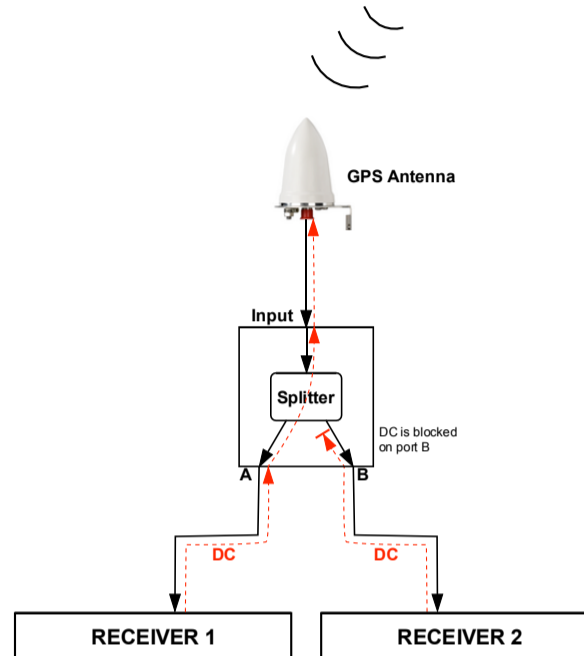 GPS Antenna
Input
Splitter
DC is blocked
on port B
A
B
DC
DC
RECEIVER 1
RECEIVER 2